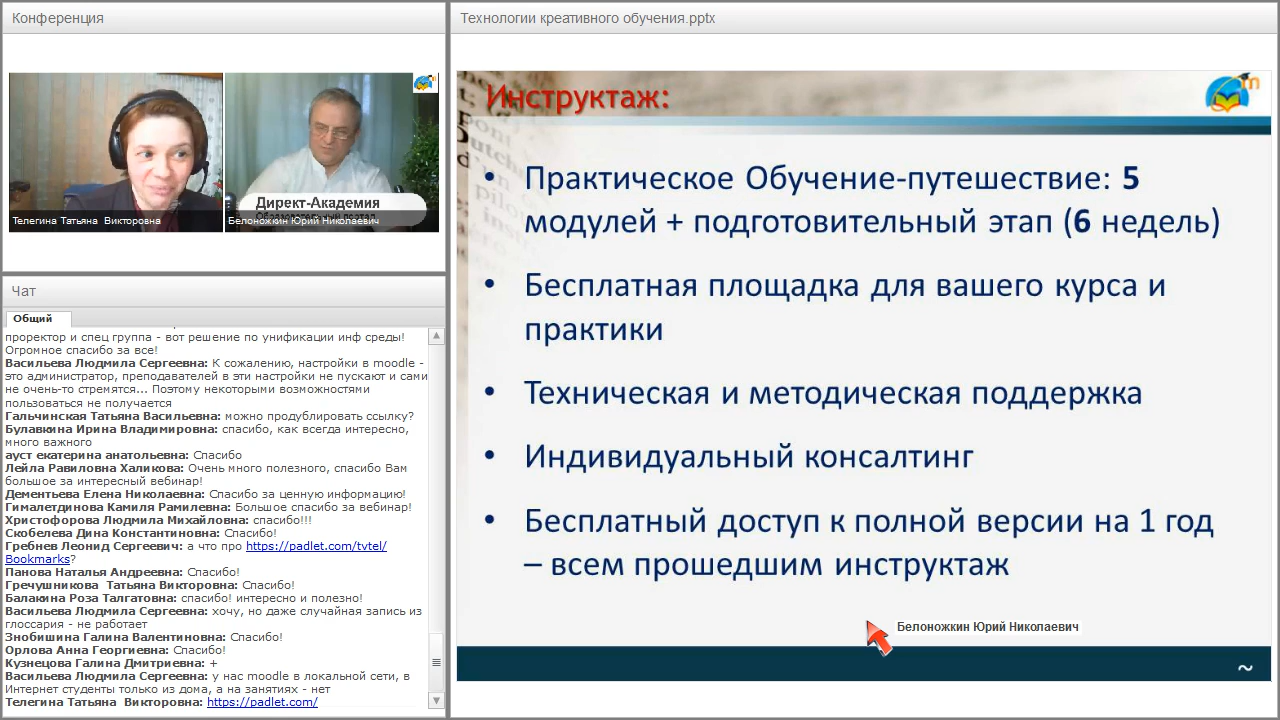 Конференция
Телегина Татьяна Викторовна
Директ-Академия
Белоножкин Юрий Николаевич
Чат
Общий
проректор и спец группа - вот решение по унификации инф среды!
Огромное спасибо за все!
Васильева Людмила Сергеевна: К сожалению, настройки в moodle -
это администратор, преподавателей в эти настройки не пускают и сами
не очень-то стремятся... Поэтому некоторыми возможностями
пользоваться не получается
Гальчинская Татьяна Васильевна: можно продублировать ссылку?
Булавкина Ирина Владимировна: спасибо, как всегда интересно,
много важного
ауст екатерина анатольевна: Спасибо
Лейла Равиловна Халикова: Очень много полезного, спасибо Вам
большое за интересный вебинар!
Дементьева Елена Николаевна: Спасибо за ценную информацию!
Гималетдинова Камиля Рамилевна: Большое спасибо за вебинар!
Христофорова Людмила Михайловна: спасибо!!!
Скобелева Дина Константиновна: Спасибо!
Гребнев Леонид Сергеевич: а что про https://padlet.com/tvtel/
Bookmarks?
Панова Наталья Андреевна: Спасибо!
Гречушникова Татьяна Викторовна: Спасибо!
Балакина Роза Талгатовна: спасибо! интересно и полезно!
Васильева Людмила Сергеевна: хочу, но даже случайная запись из
глоссария - не работает
Знобишина Галина Валентиновна: Спасибо!
Орлова Анна Георгиевна: Спасибо!
Кузнецова Галина Дмитриевна: +
Васильева Людмила Сергеевна: у нас moodle в локальной сети, в
Интернет студенты только из дома, а на занятиях - нет
Телегина Татьяна Викторовна: https://padlet.com/
Технологии креативного обучения.pptx
Инструктаж:
• Практическое Обучение-путешествие: 5
модулей + подготовительный этап (6 недель)
• Бесплатная площадка для вашего курса и
практики
• Техническая и методическая поддержка
• Индивидуальный консалтинг
• Бесплатный доступ к полной версии на 1 год
– всем прошедшим инструктаж
Белоножкин Юрий Николаевич
~